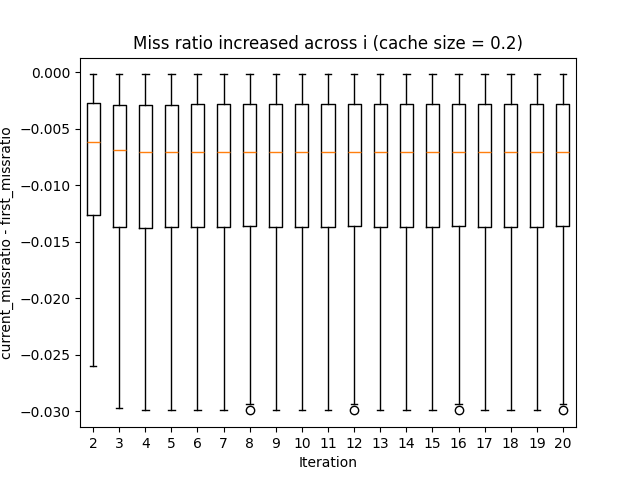 Miss ratio increased across i (cache size = 0.2)
current_missratio - first_missratio
0.000
−0.005
−0.010
−0.015
−0.020
−0.025
−0.030
2 3 4 5 6 7 8 9 10 11 12 13 14 15 16 17 18 19 20
Iteration